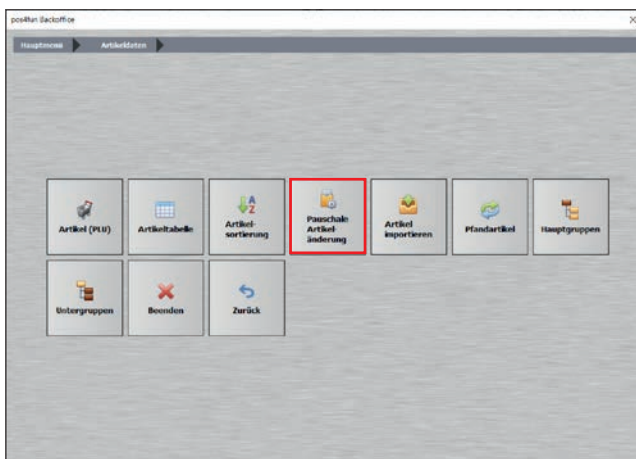 pos4fun Backoffice
Hauptmenü
Artikeldaten
Artikel (PLU)
Artikeltabelle
Artikel-
sortierung
Pauschale
Artikel-
änderung
Artikel
importieren
Pfandartikel
Hauptgruppen
Untergruppen
Beenden
Zurück